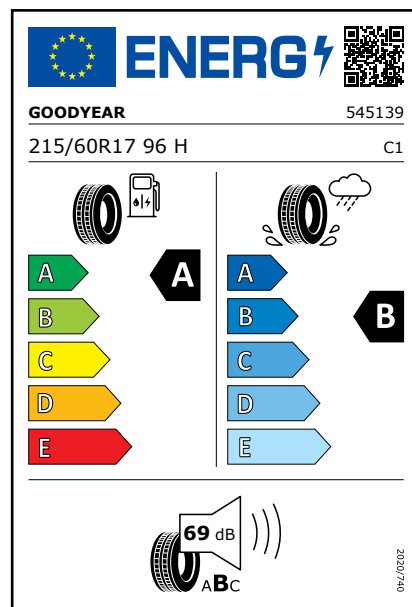 ENERG
GOODYEAR 545139
215/60R17 96 H C1
A A
B
C
D
E
A
B B
C
D
E
69 dB
ABC
2020/740